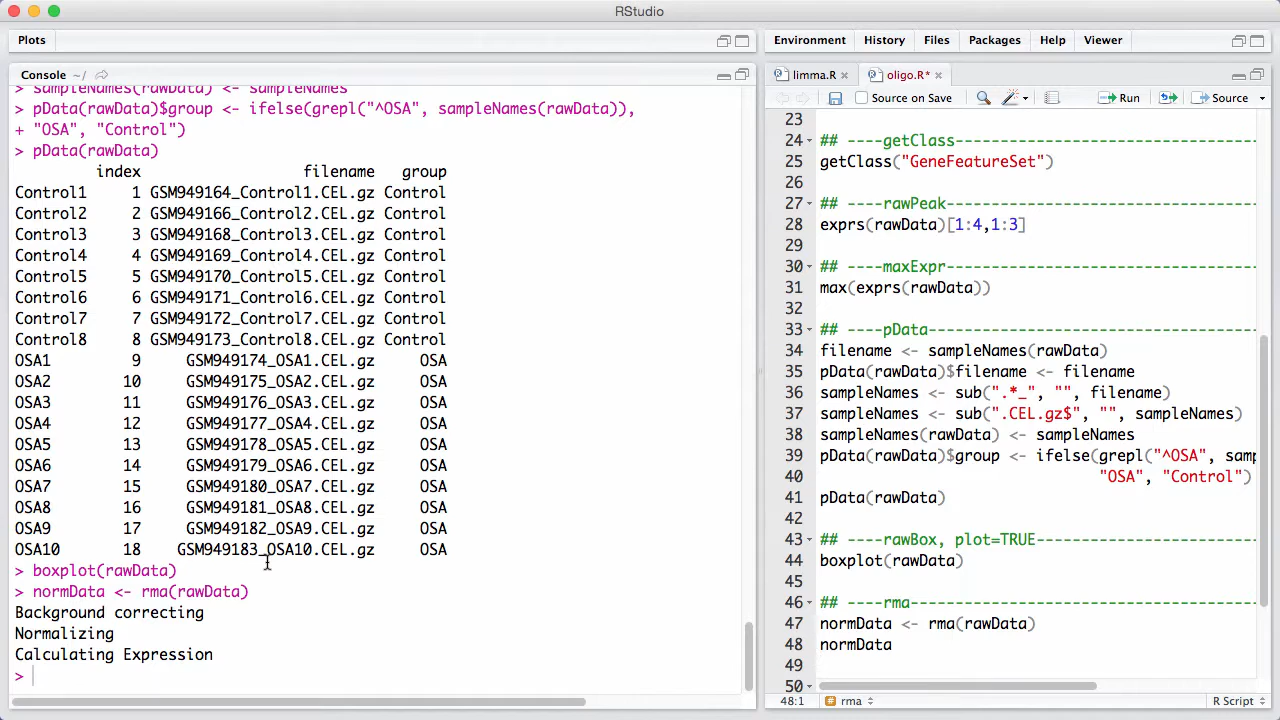 RStudio
Plots
Console ~/
> sampleNames(rawData) <- sampleNames
> pData(rawData)$group <- ifelse(grepl("^OSA", sampleNames(rawData)),
+ "OSA", "Control")
> pData(rawData)
index filename group
Control1 1 GSM949164_Control1.CEL.gz Control
Control2 2 GSM949166_Control2.CEL.gz Control
Control3 3 GSM949168_Control3.CEL.gz Control
Control4 4 GSM949169_Control4.CEL.gz Control
Control5 5 GSM949170_Control5.CEL.gz Control
Control6 6 GSM949171_Control6.CEL.gz Control
Control7 7 GSM949172_Control7.CEL.gz Control
Control8 8 GSM949173_Control8.CEL.gz Control
OSA1 9 GSM949174_OSA1.CEL.gz OSA
OSA2 10 GSM949175_OSA2.CEL.gz OSA
OSA3 11 GSM949176_OSA3.CEL.gz OSA
OSA4 12 GSM949177_OSA4.CEL.gz OSA
OSA5 13 GSM949178_OSA5.CEL.gz OSA
OSA6 14 GSM949179_OSA6.CEL.gz OSA
OSA7 15 GSM949180_OSA7.CEL.gz OSA
OSA8 16 GSM949181_OSA8.CEL.gz OSA
OSA9 17 GSM949182_OSA9.CEL.gz OSA
OSA10 18 GSM949183_OSA10.CEL.gz OSA
> boxplot(rawData)
> normData <- rma(rawData)
Background correcting
Normalizing
Calculating Expression
>
Environment History Files Packages Help Viewer
limma.R oligo.R*
Source on Save Run Source
23
24 ## ----getClass-----------------------------------
25 getClass("GeneFeatureSet")
26
27 ## ----rawPeak------------------------------------
28 exprs(rawData)[1:4,1:3]
29
30 ## ----maxExpr------------------------------------
31 max(exprs(rawData))
32
33 ## ----pData--------------------------------------
34 filename <- sampleNames(rawData)
35 pData(rawData)$filename <- filename
36 sampleNames <- sub(".*_", "", filename)
37 sampleNames <- sub(".CEL.gz$", "", sampleNames)
38 sampleNames(rawData) <- sampleNames
39 pData(rawData)$group <- ifelse(grepl("^OSA", samp
40 "OSA", "Control")
41 pData(rawData)
42
43 ## ----rawBox, plot=TRUE-------------------------
44 boxplot(rawData)
45
46 ## ----rma----------------------------------------
47 normData <- rma(rawData)
48 normData
49
50
48:1 # rma R Script